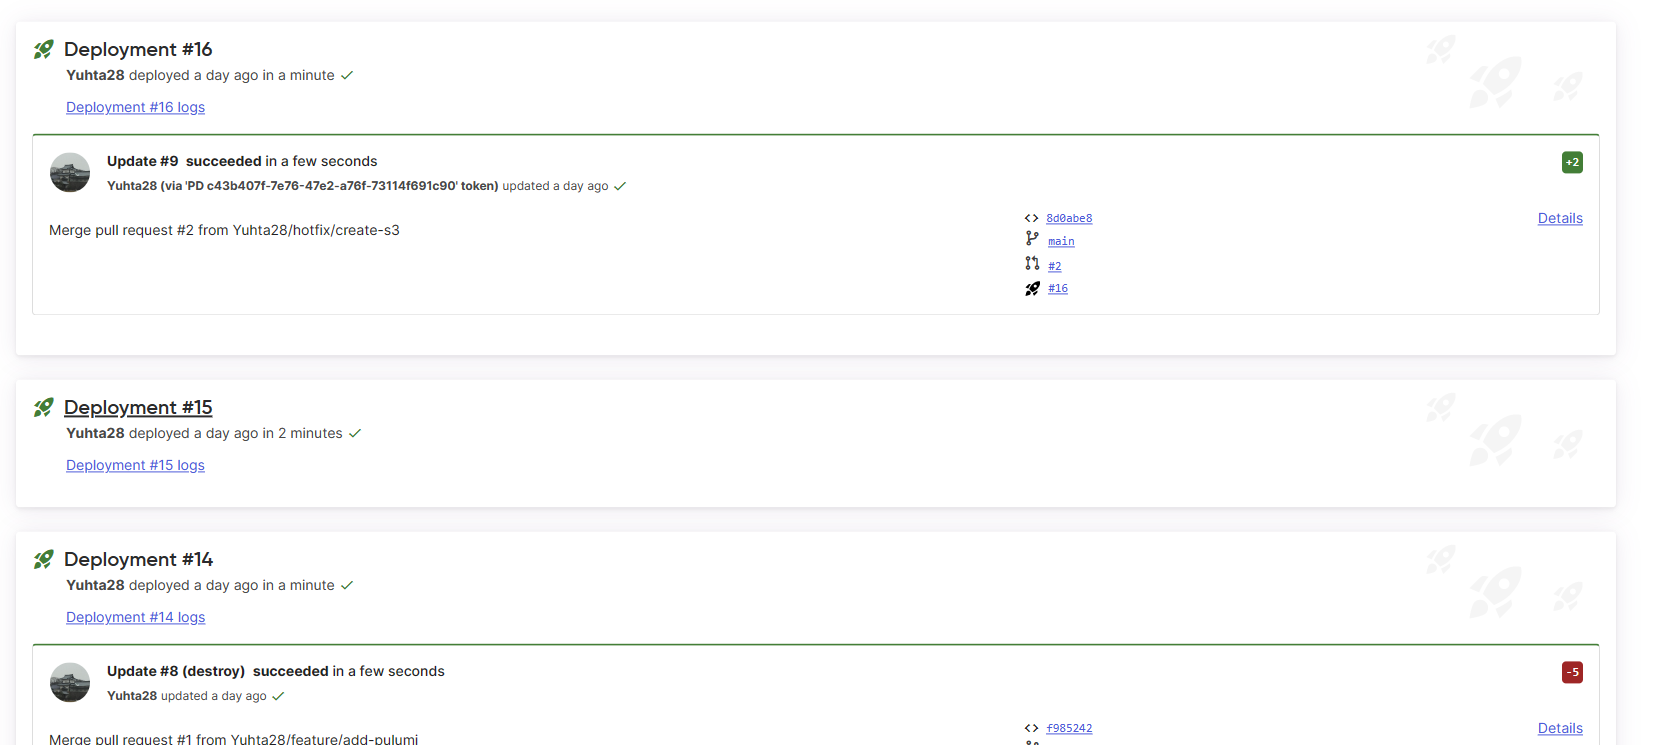 Deployment #16
Yuhta28 deployed a day ago in a minute
Deployment #16 logs
Update #9 succeeded in a few seconds
+2
Yuhta28 (via 'PD c43b407f-7e76-47e2-a76f-73114f691c90' token) updated a day ago
Merge pull request #2 from Yuhta28/hotfix/create-s3
8d0abe8
Details
main
#2
#16
Deployment #15
Yuhta28 deployed a day ago in 2 minutes
Deployment #15 logs
Deployment #14
Yuhta28 deployed a day ago in a minute
Deployment #14 logs
Update #8 (destroy) succeeded in a few seconds
-5
Yuhta28 updated a day ago
f985242
Details
Merge pull request #1 from Yuhta28/feature/add-pulumi